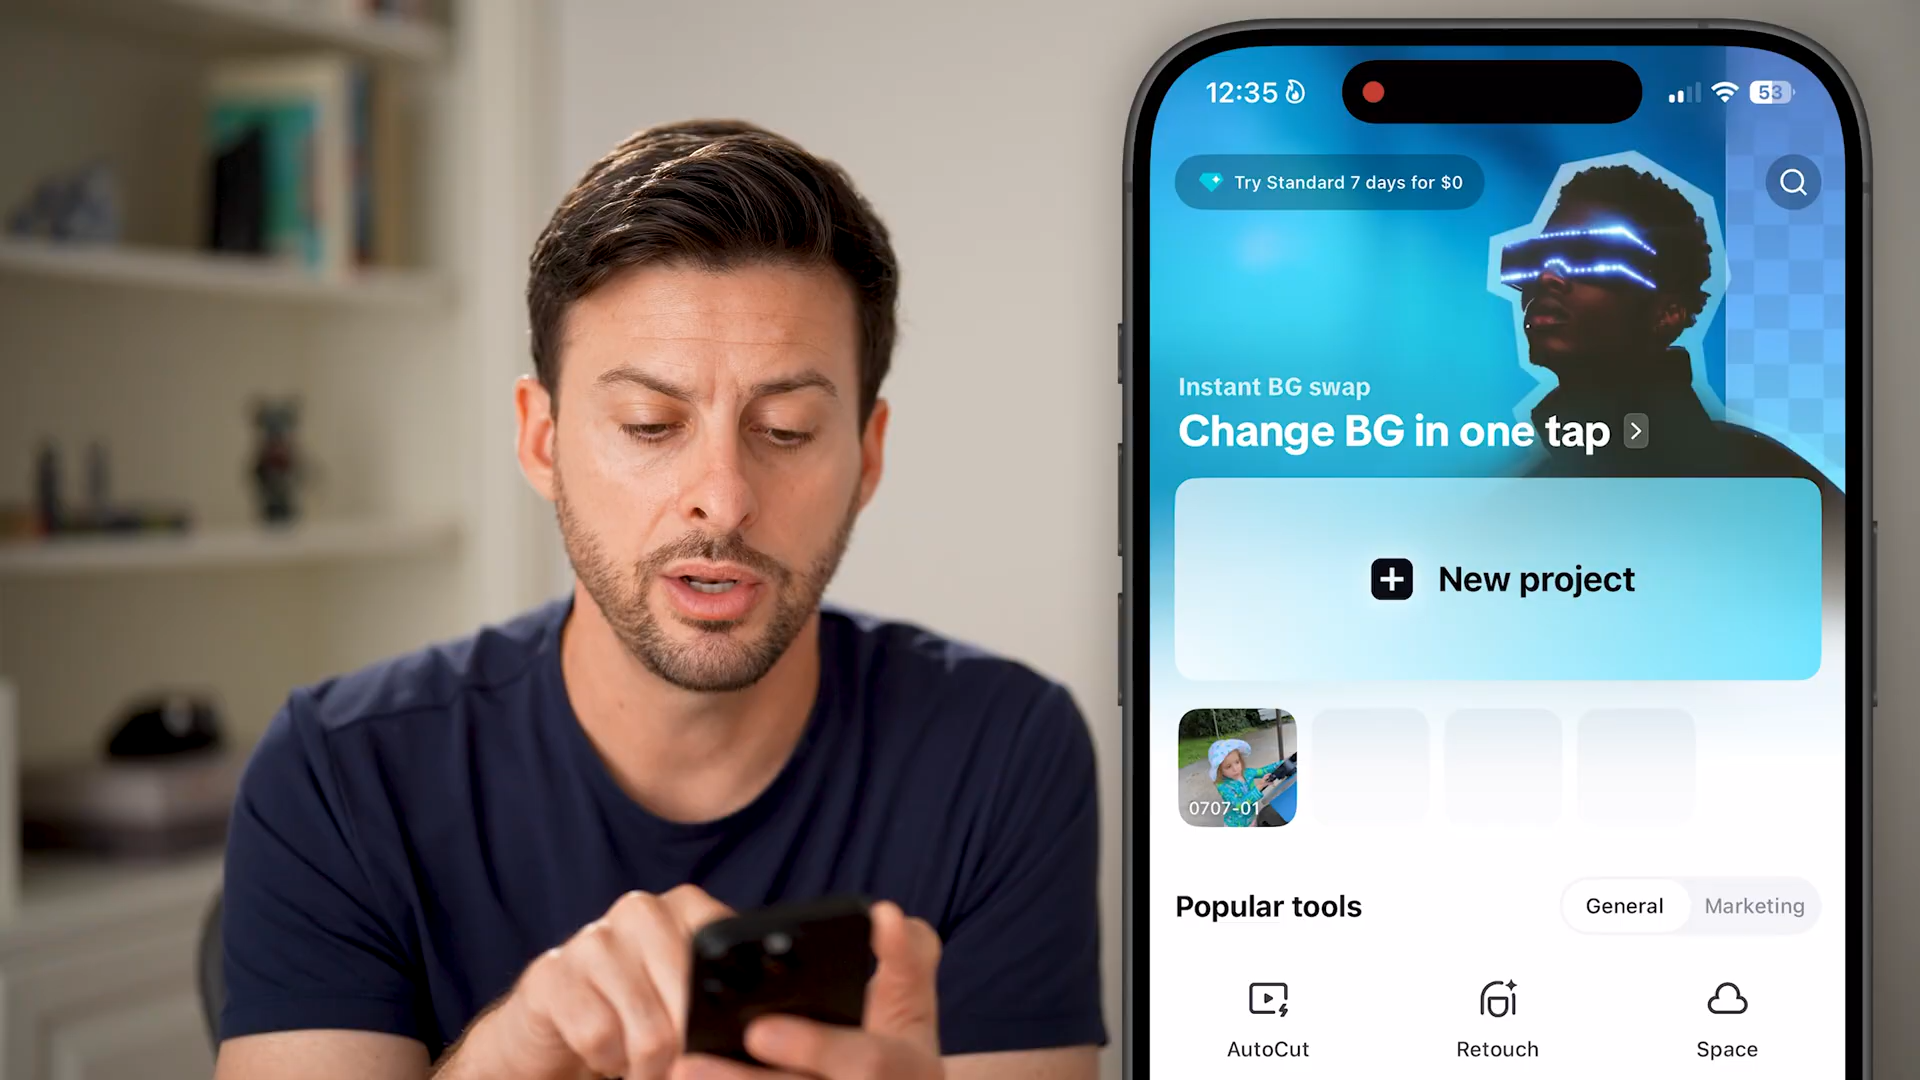 12:35
53
Try Standard 7 days for $0
Instant BG swap
Change BG in one tap
New project
0707-01
Popular tools
General
Marketing
AutoCut
Retouch
Space